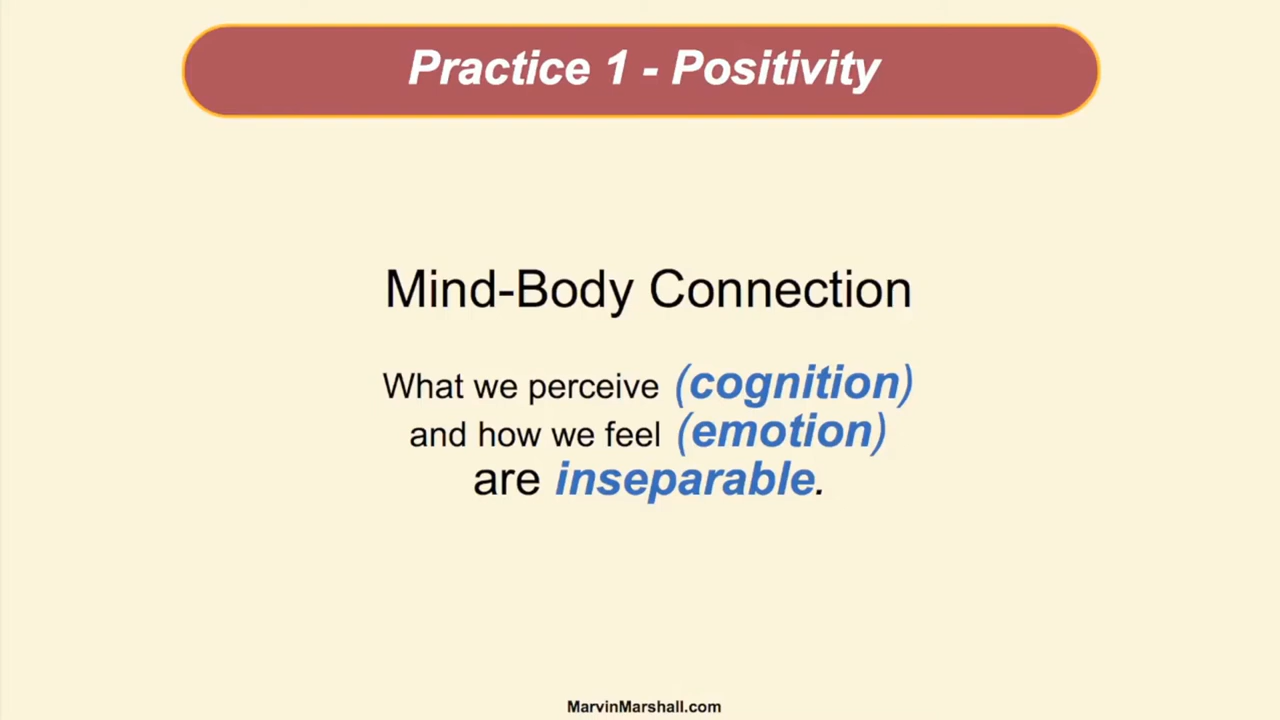 Practice 1 - Positivity
Mind-Body Connection
What we perceive (cognition)
and how we feel (emotion)
are inseparable.
MarvinMarshall.com